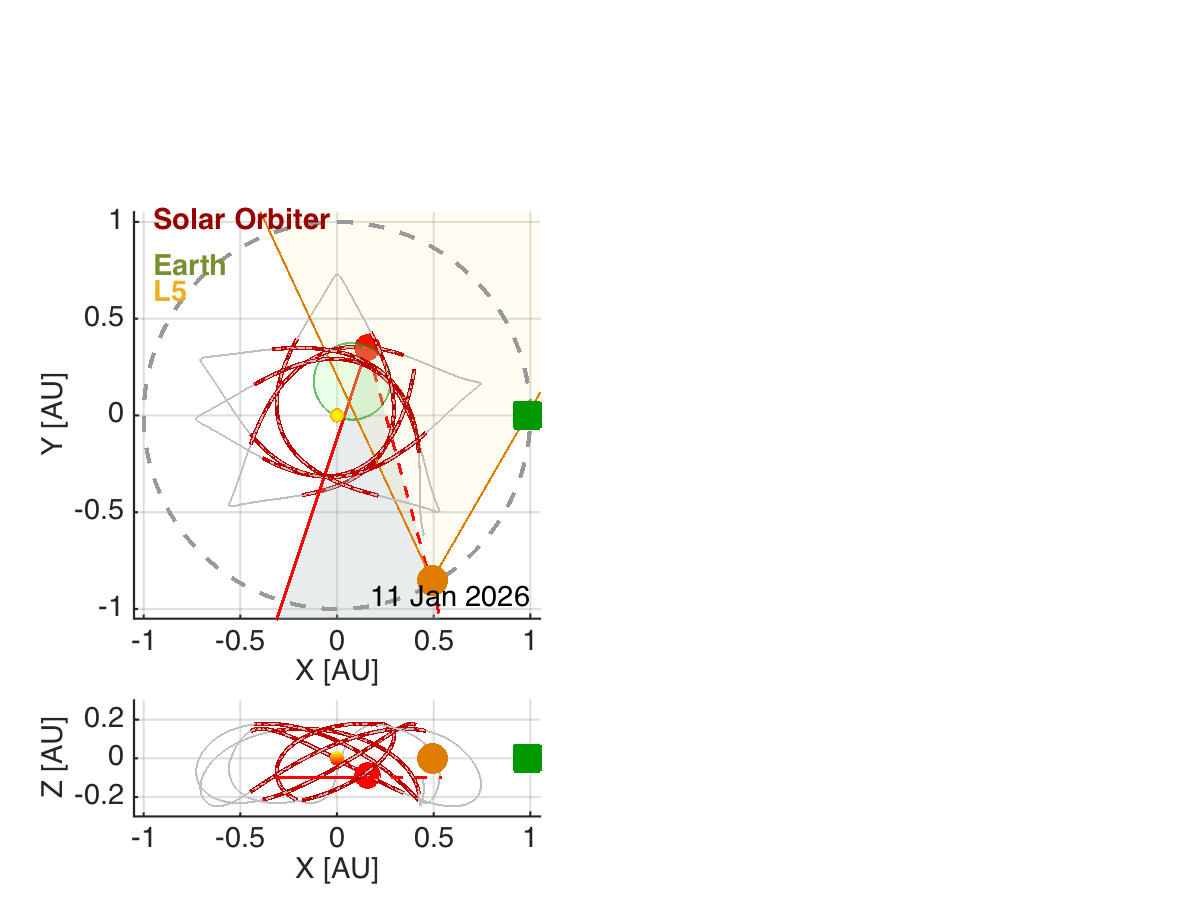 Solar Orbiter
Earth
L5
1
0.5
0
-0.5
-1
Y [AU]
11 Jan 2026
-1 -0.5 0 0.5 1
X [AU]
0.2
0
-0.2
Z [AU]
-1 -0.5 0 0.5 1
X [AU]